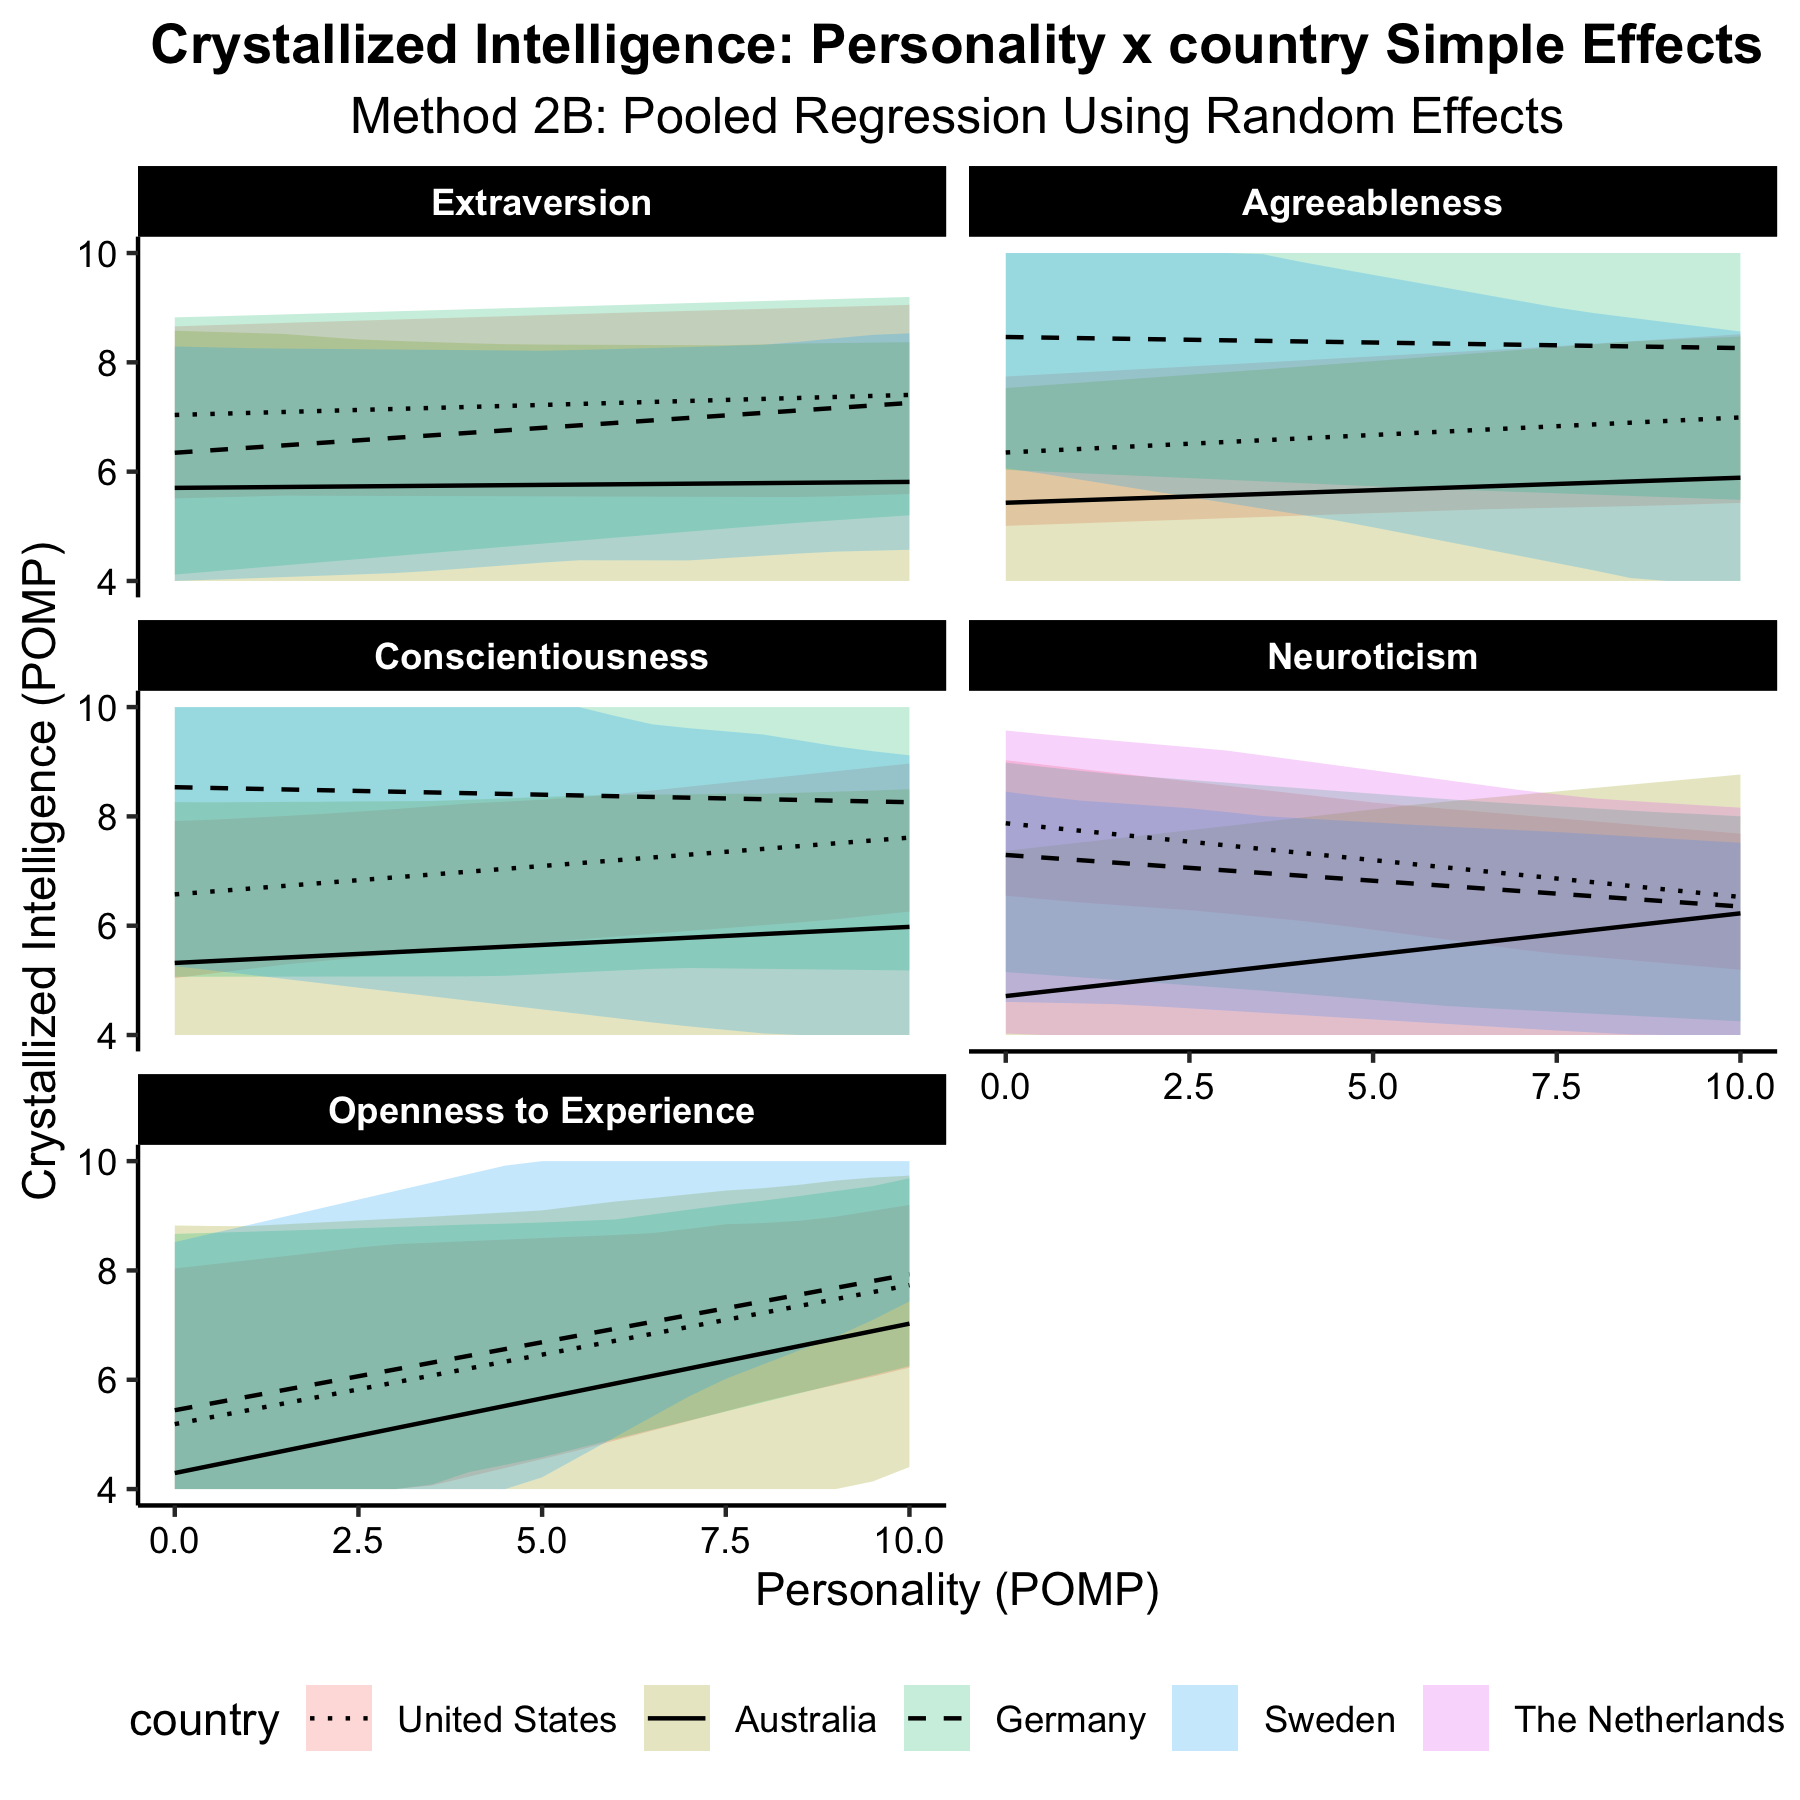 Crystallized Intelligence: Personality x country Simple Effects
Method 2B: Pooled Regression Using Random Effects
Extraversion
Agreeableness
10
8
6
4
Conscientiousness
Neuroticism
10
8
6
4
0.0 2.5 5.0 7.5 10.0
Openness to Experience
10
8
6
4
0.0 2.5 5.0 7.5 10.0
Crystallized Intelligence (POMP)
Personality (POMP)
country United States Australia Germany Sweden The Netherlands